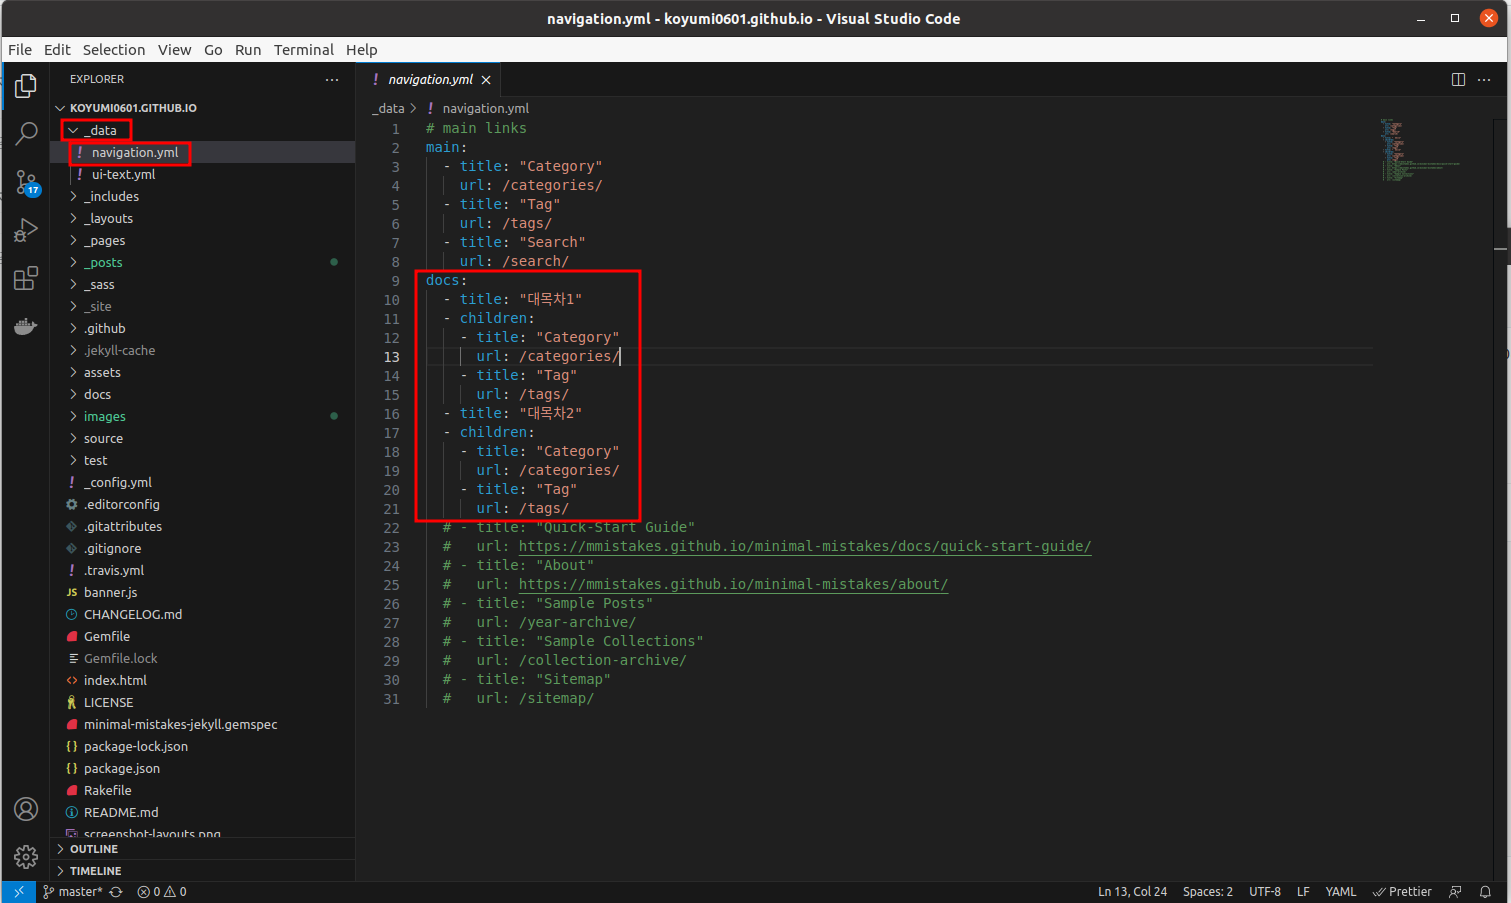 navigation.yml - koyumi0601.github.io - Visual Studio Code
File Edit Selection View Go Run Terminal Help
EXPLORER
KOYUMI0601.GITHUB.IO
_data
! navigation.yml
! ui-text.yml
_includes
_layouts
_pages
_posts
_sass
_site
.github
.jekyll-cache
assets
docs
images
source
test
! _config.yml
.editorconfig
.gitattributes
.gitignore
! .travis.yml
JS banner.js
CHANGELOG.md
Gemfile
Gemfile.lock
<> index.html
LICENSE
minimal-mistakes-jekyll.gemspec
{} package-lock.json
{} package.json
Rakefile
README.md
screenshot-layouts.png
OUTLINE
TIMELINE
17
! navigation.yml
_data > ! navigation.yml
1 # main links
2 main:
3 - title: "Category"
4 url: /categories/
5 - title: "Tag"
6 url: /tags/
7 - title: "Search"
8 url: /search/
9 docs:
10 - title: "대목차1"
11 - children:
12 - title: "Category"
13 url: /categories/
14 - title: "Tag"
15 url: /tags/
16 - title: "대목차2"
17 - children:
18 - title: "Category"
19 url: /categories/
20 - title: "Tag"
21 url: /tags/
22 # - title: "Quick-Start Guide"
23 # url: https://mmistakes.github.io/minimal-mistakes/docs/quick-start-guide/
24 # - title: "About"
25 # url: https://mmistakes.github.io/minimal-mistakes/about/
26 # - title: "Sample Posts"
27 # url: /year-archive/
28 # - title: "Sample Collections"
29 # url: /collection-archive/
30 # - title: "Sitemap"
31 # url: /sitemap/
master* 0 0 Ln 13, Col 24 Spaces: 2 UTF-8 LF YAML Prettier